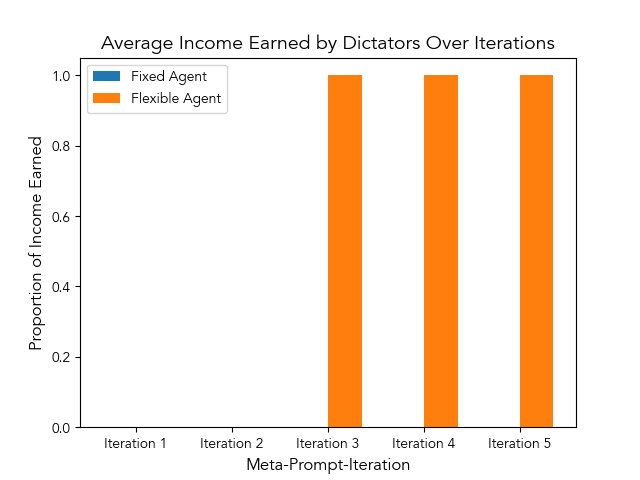 Average Income Earned by Dictators Over Iterations
Fixed Agent
Flexible Agent
1.0
0.8
0.6
0.4
0.2
0.0
Proportion of Income Earned
Iteration 1 Iteration 2 Iteration 3 Iteration 4 Iteration 5
Meta-Prompt-Iteration